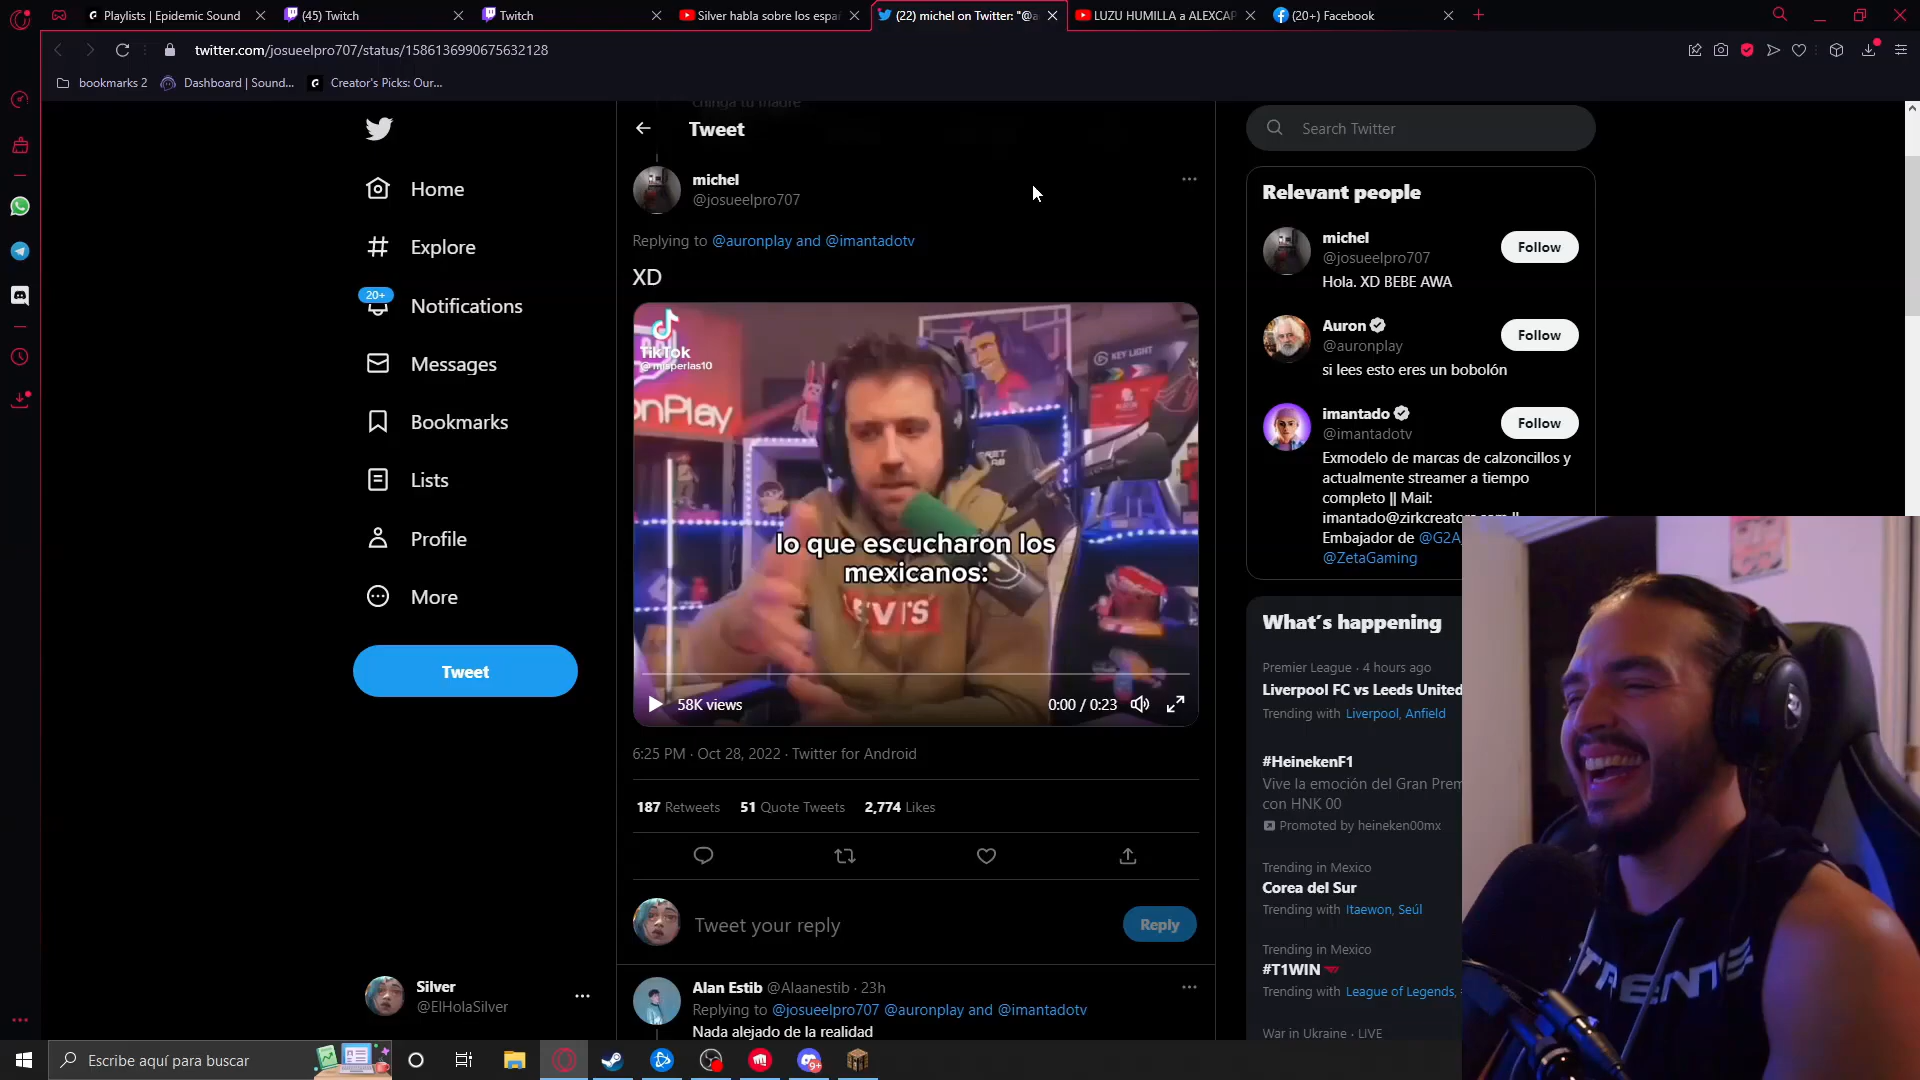 Playlists | Epidemic Sound
(45) Twitch
Twitch
Silver habla sobre los espa
(22) michel on Twitter: "@a
LUZU HUMILLA a ALEXCAP
(20+) Facebook
twitter.com/josueelpro707/status/1586136990675632128
bookmarks 2
Dashboard | Sound...
Creator's Picks: Our...
chinga tu madre
Tweet
Home
Explore
20+
Notifications
Messages
Bookmarks
Lists
Profile
More
Tweet
Silver
@ElHolaSilver
michel
@josueelpro707
Replying to @auronplay and @imantadotv
XD
TikTok
@misperlas10
onPlay
KEY LIGHT
lo que escucharon los
mexicanos:
58K views
0:00 / 0:23
6:25 PM · Oct 28, 2022 · Twitter for Android
187 Retweets 51 Quote Tweets 2,774 Likes
Tweet your reply
Reply
Alan Estib @Alaanestib · 23h
Replying to @josueelpro707 @auronplay and @imantadotv
Nada alejado de la realidad
Search Twitter
Relevant people
michel
@josueelpro707
Follow
Hola. XD BEBE AWA
Auron
@auronplay
Follow
si lees esto eres un bobolón
imantado
@imantadotv
Follow
Exmodelo de marcas de calzoncillos y
actualmente streamer a tiempo
completo || Mail:
imantado@zirkcreators.com ||
Embajador de @G2A
@ZetaGaming
What's happening
Premier League · 4 hours ago
Liverpool FC vs Leeds United
Trending with Liverpool, Anfield
#HeinekenF1
Vive la emoción del Gran Prem
con HNK 00
Promoted by heineken00mx
Trending in Mexico
Corea del Sur
Trending with Itaewon, Seúl
Trending in Mexico
#T1WIN
Trending with League of Legends,
War in Ukraine · LIVE
Escribe aquí para buscar
9+